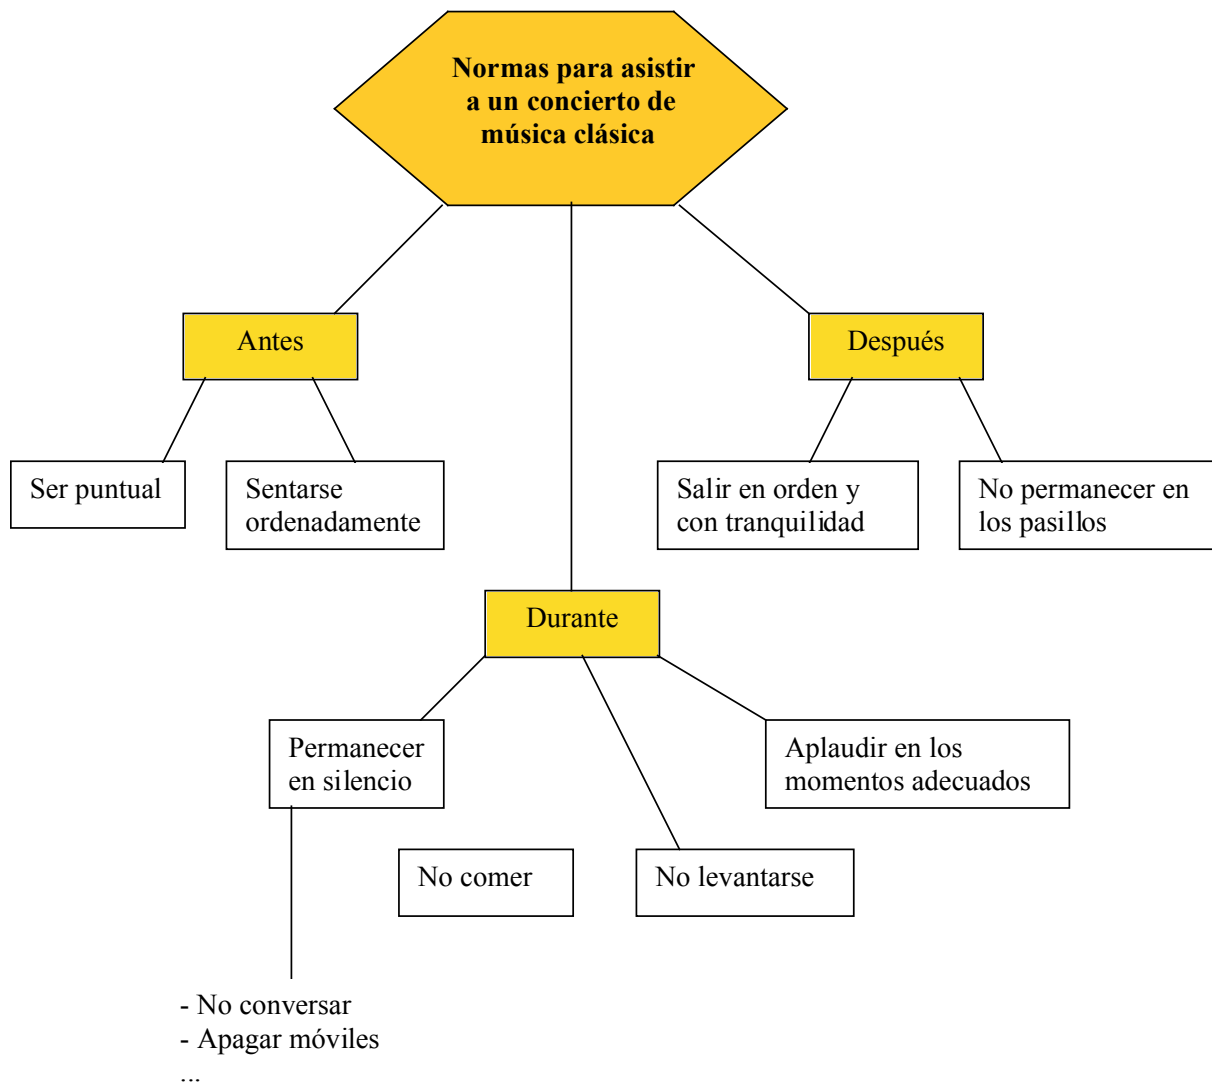 Normas para asistir
a un concierto de
música clásica
Antes
Después
Ser puntual
Sentarse
ordenadamente
Salir en orden y
con tranquilidad
No permanecer en
los pasillos
Durante
Permanecer
en silencio
Aplaudir en los
momentos adecuados
No comer
No levantarse
- No conversar
- Apagar móviles
...